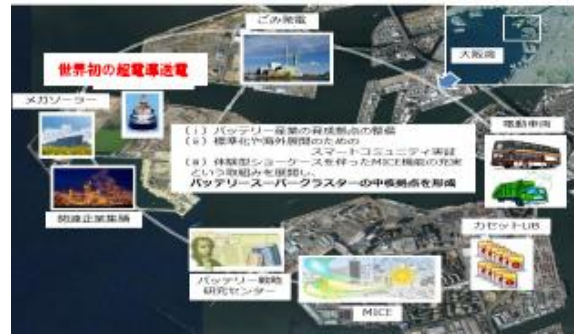 ごみ発電
大阪湾
世界初の超電導送電
メガソーラー
電動車両
(ⅰ)バッテリー産業の育成拠点の整備
(ⅱ)標準化や海外展開のための
スマートコミュニティ実証
(ⅲ)体験型ショーケースを伴ったMICE機能の充実
という取組みを展開し、
バッテリースーパークラスターの中核拠点を形成
関連企業集積
カセットLiB
バッテリー戦略
研究センター
MICE